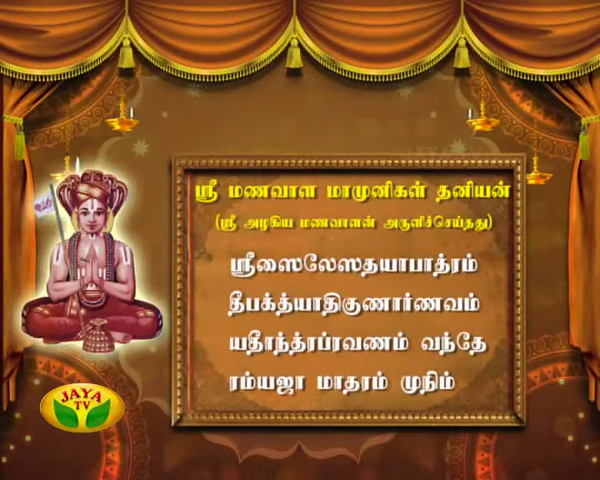 ஸ்ரீ மணவாள மாமுனிகள் தனியன்
(ஸ்ரீ அழகிய மணவாளன் அருளிச்செய்தது)
ஸ்ரீஸைலேஸதயாபாத்ரம்
தீபக்த்யாதிகுணார்ணவம்
யதீந்த்ரப்ரவணம் வந்தே
ரம்யஜா மாதரம் முநிம்
JAYA
TV